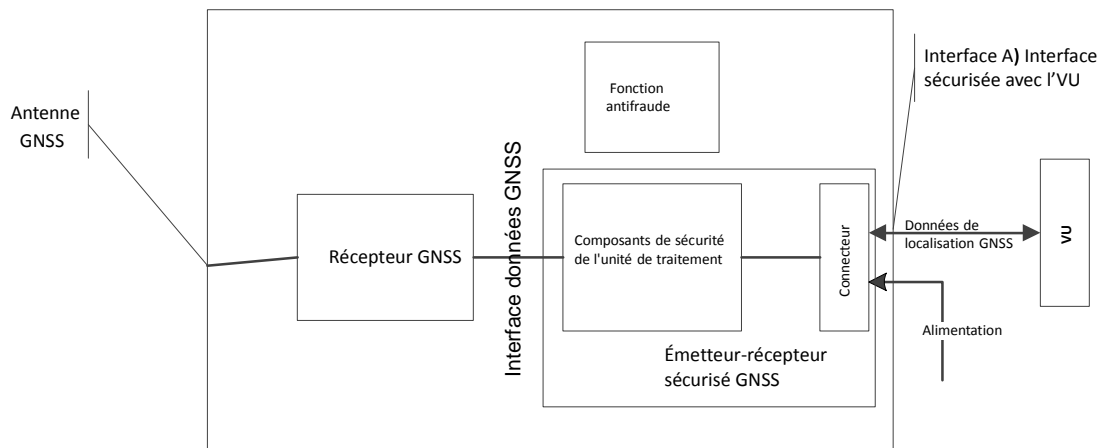 Antenne
GNSS
Récepteur GNSS
Interface données GNSS
Fonction
antifraude
Composants de sécurité
de l'unité de traitement
Connecteur
Émetteur-récepteur
sécurisé GNSS
Interface A) Interface
sécurisée avec l’VU
Données de
localisation GNSS
VU
Alimentation